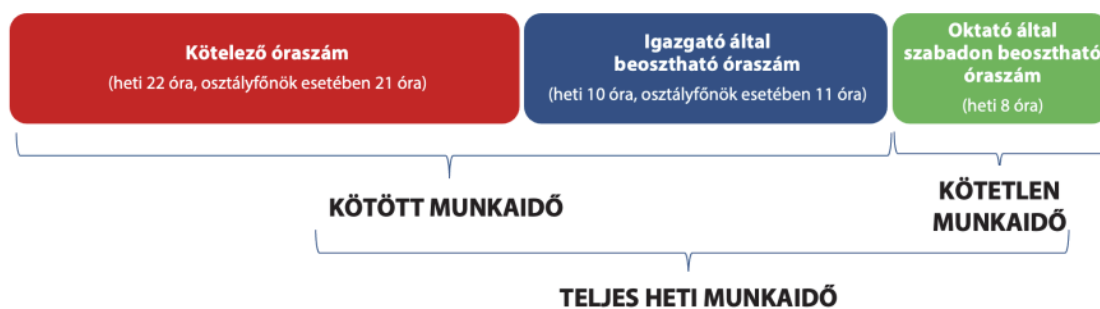 Kötelező óraszám
(heti 22 óra, osztályfőnök esetében 21 óra)
Igazgató által
beosztható óraszám
(heti 10 óra, osztályfőnök esetében 11 óra)
Oktató által
szabadon beosztható
óraszám
(heti 8 óra)
KÖTÖTT MUNKAIDŐ
KÖTETLEN
MUNKAIDŐ
TELJES HETI MUNKAIDŐ